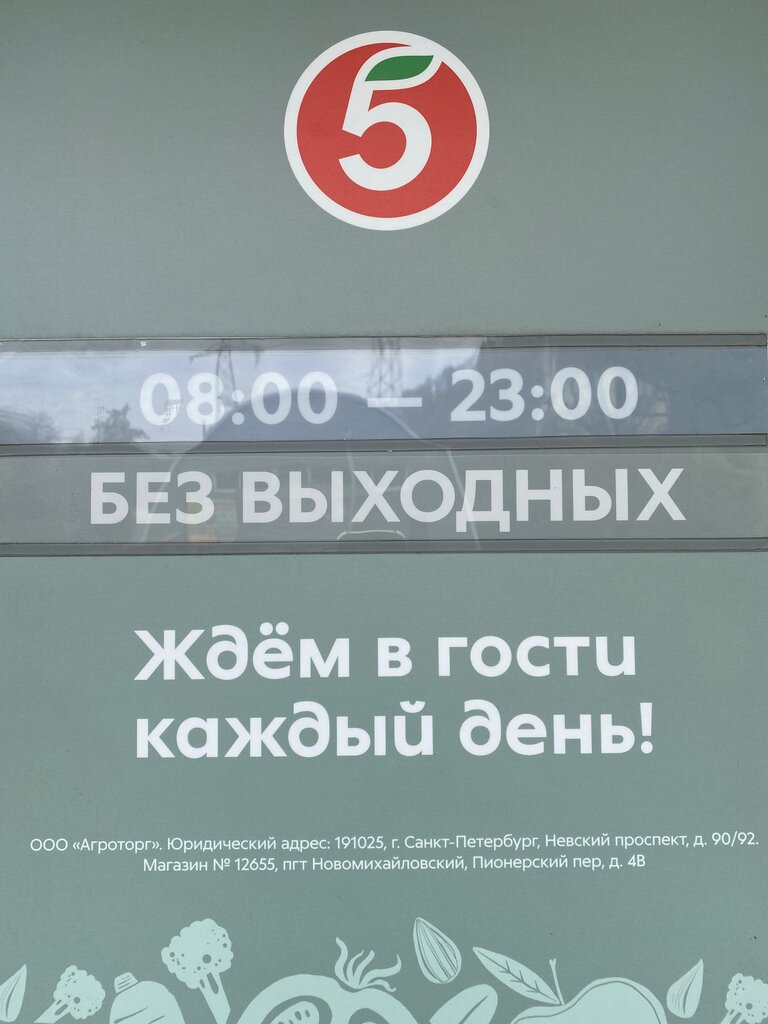 5
08:00 — 23:00
БЕЗ ВЫХОДНЫХ
Ждём в гости
каждый день!
ООО «Агроторг». Юридический адрес: 191025, г. Санкт-Петербург, Невский проспект, д. 90/92.
Магазин № 12655, пгт Новомихайловский, Пионерский пер, д. 4В